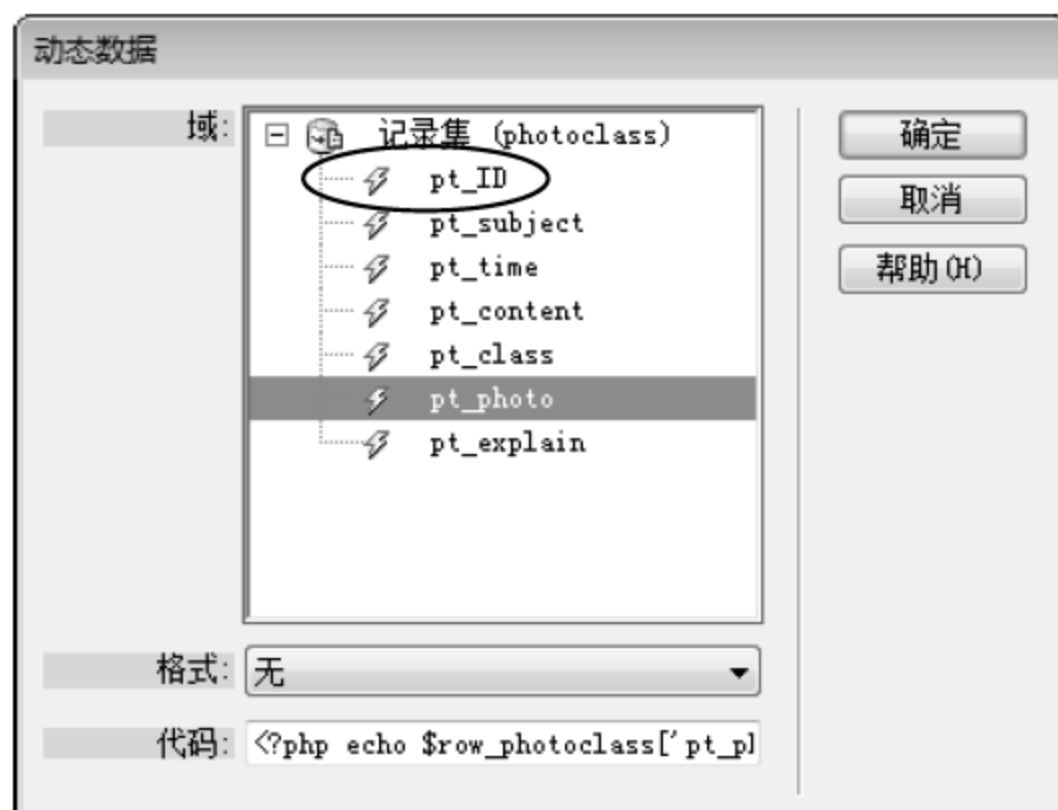 动态数据
域:
记录集 (photoclass)
pt_ID
pt_subject
pt_time
pt_content
pt_class
pt_photo
pt_explain
确定
取消
帮助(H)
格式: 无
代码: <?php echo $row_photoclass['pt_p